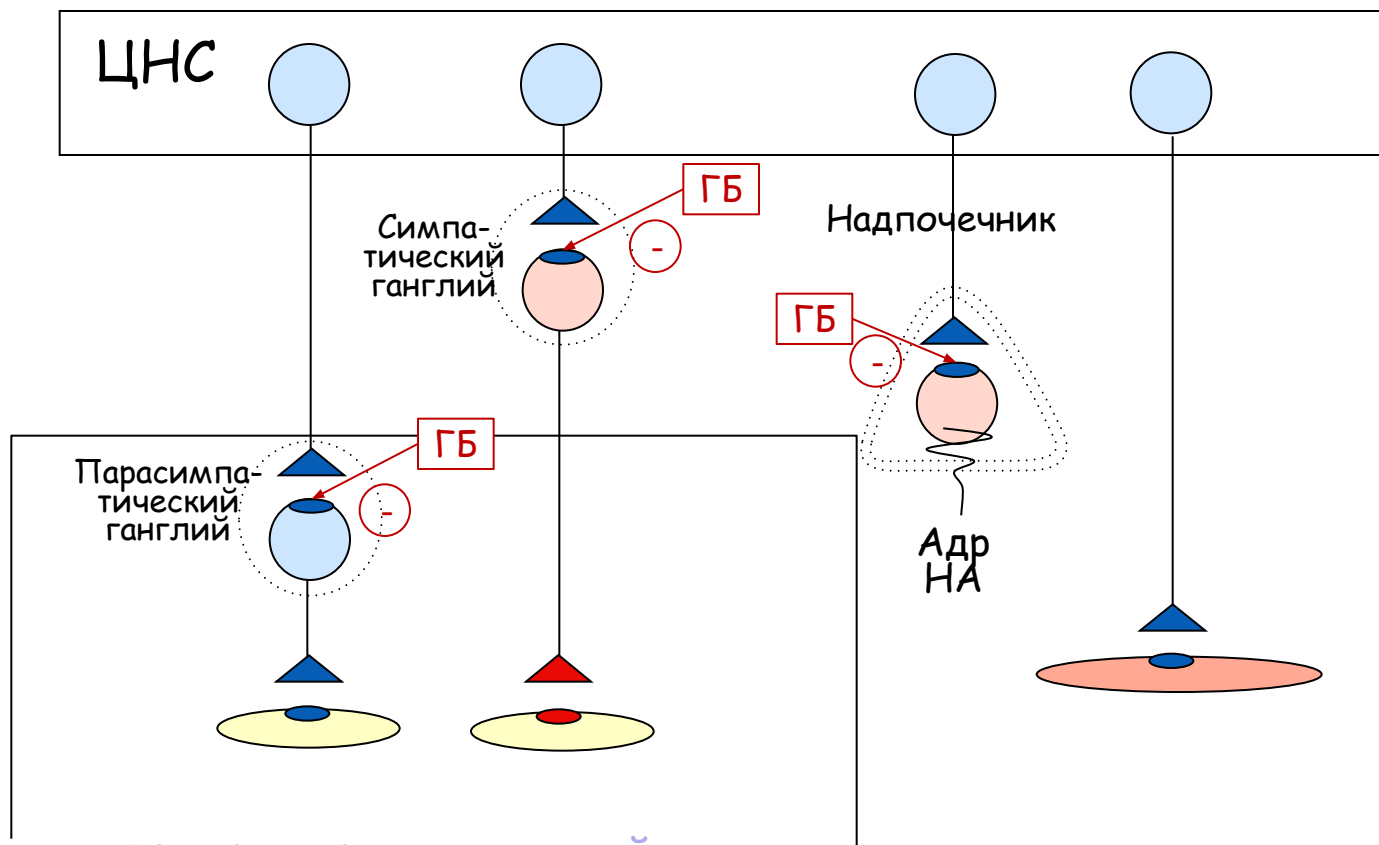 ЦНС
ГБ
-
Симпа-
тический
ганглий
Надпочечник
ГБ
-
ГБ
-
Парасимпа-
тический
ганглий
Адр
НА